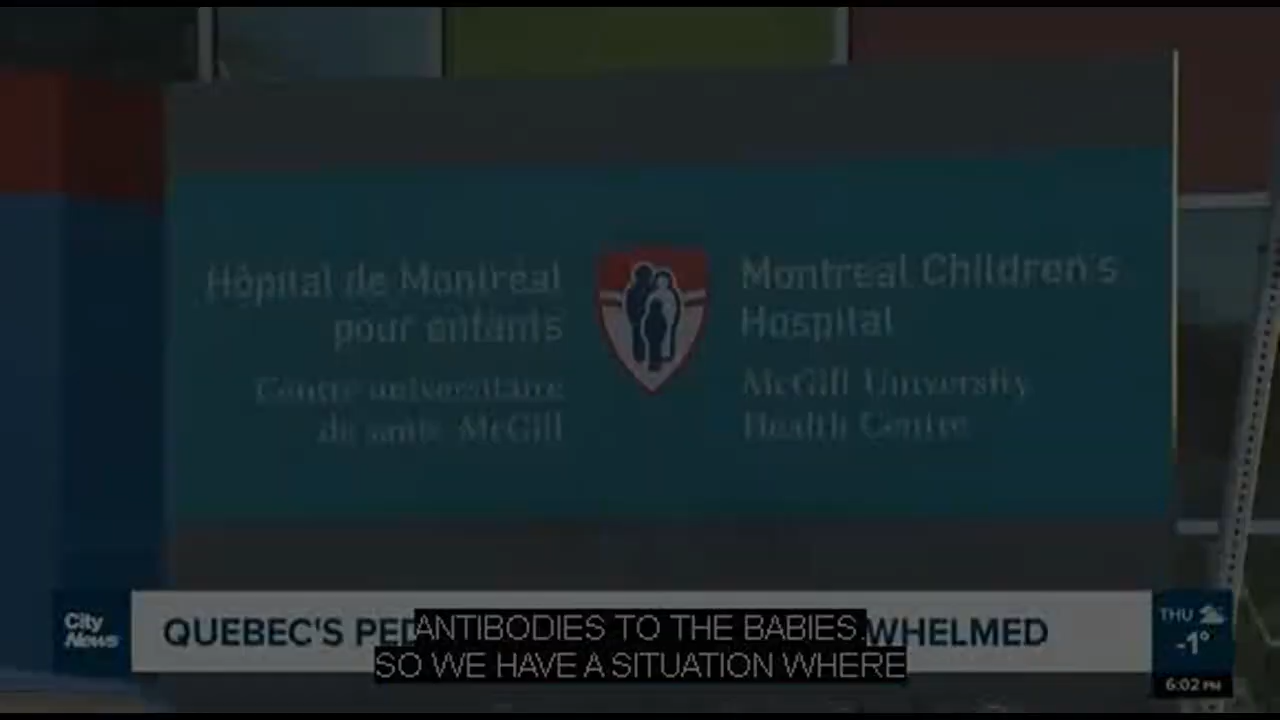 Hôpital de Montréal
pour enfants
Centre universitaire
de santé McGill
Montreal Children's
Hospital
McGill University
Health Centre
City
News
QUEBEC'S PED
WHELMED
ANTIBODIES TO THE BABIES.
SO WE HAVE A SITUATION WHERE
THU
-1°
6:02 PM